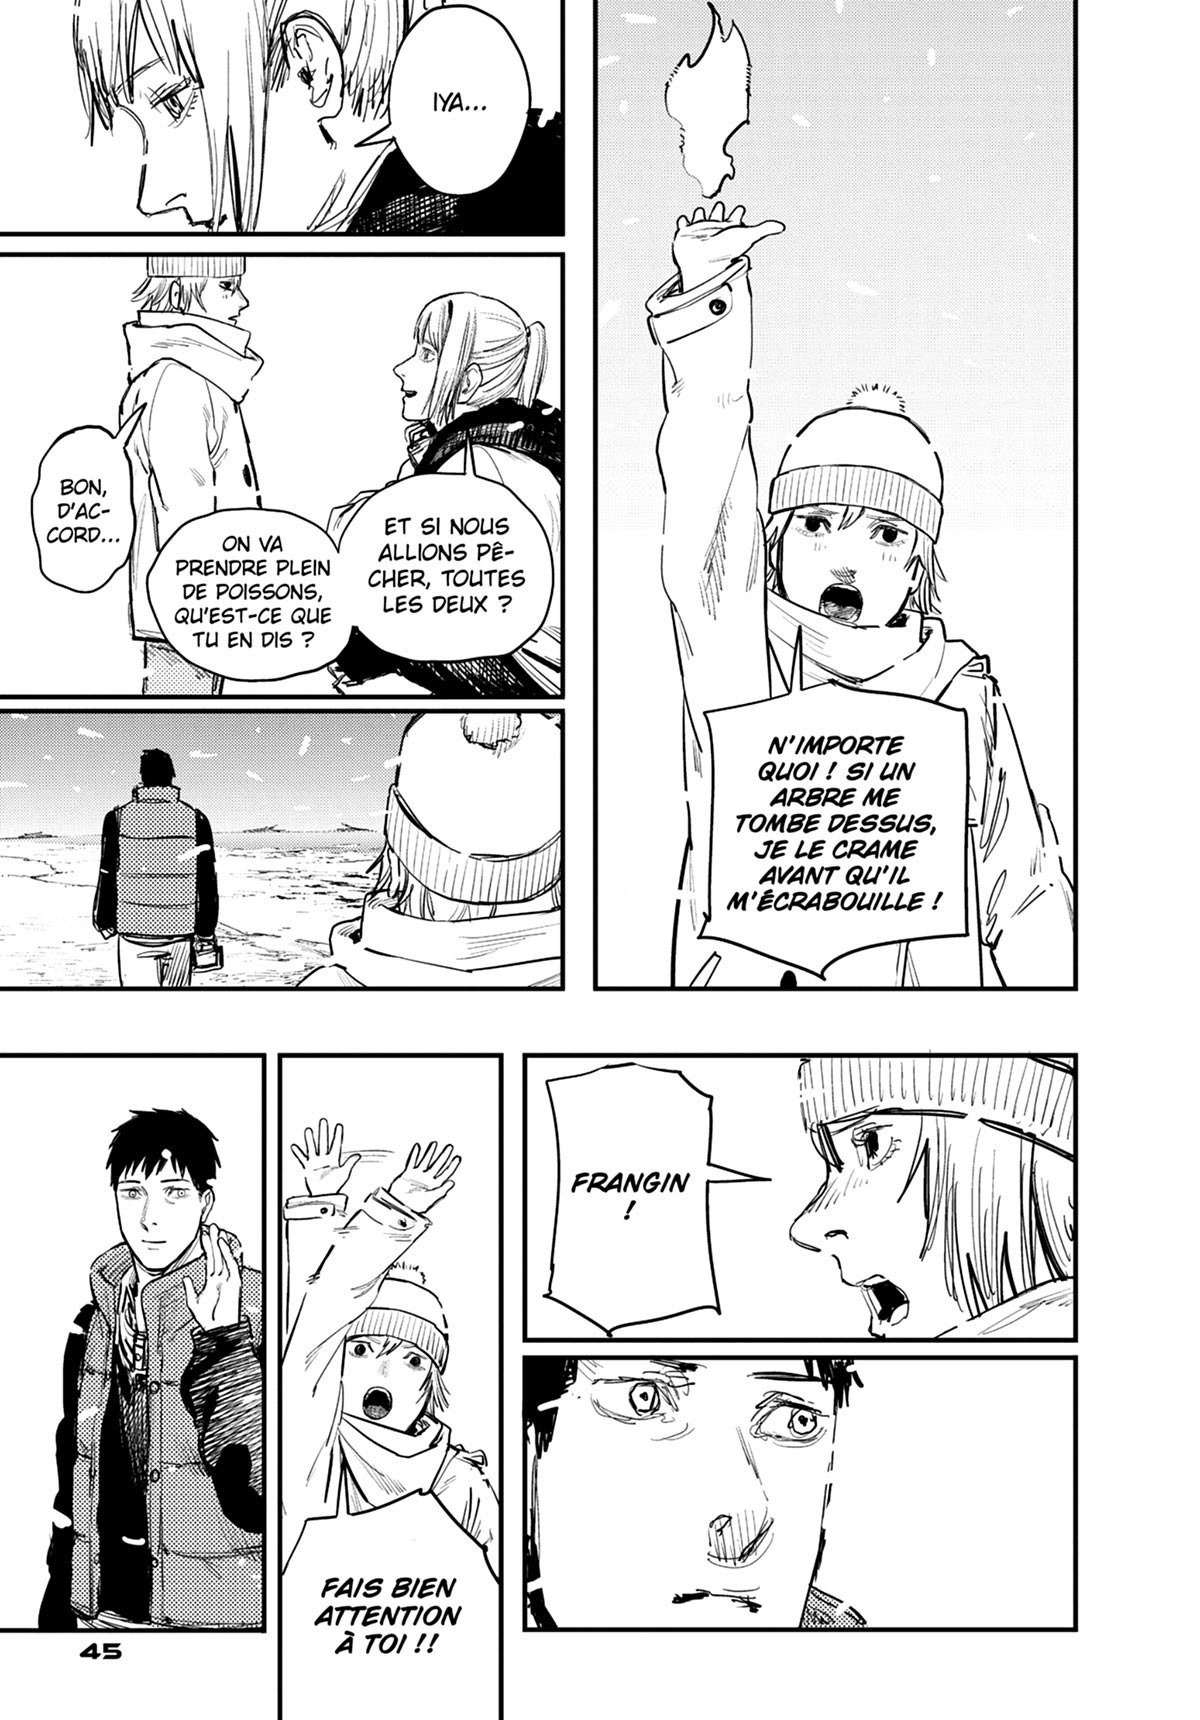 N'IMPORTE
QUOI ! SI UN
ARBRE ME
TOMBE DESSUS,
JE LE CRAME
AVANT QU'IL
M'ÉCRABOUILLE !
IYA...
ET SI NOUS
ALLIONS PÊ-
CHER, TOUTES
LES DEUX ?
ON VA
PRENDRE PLEIN
DE POISSONS,
QU'EST-CE QUE
TU EN DIS ?
BON,
D'AC-
CORD...
FRANGIN
!
FAIS BIEN
ATTENTION
À TOI !!
45